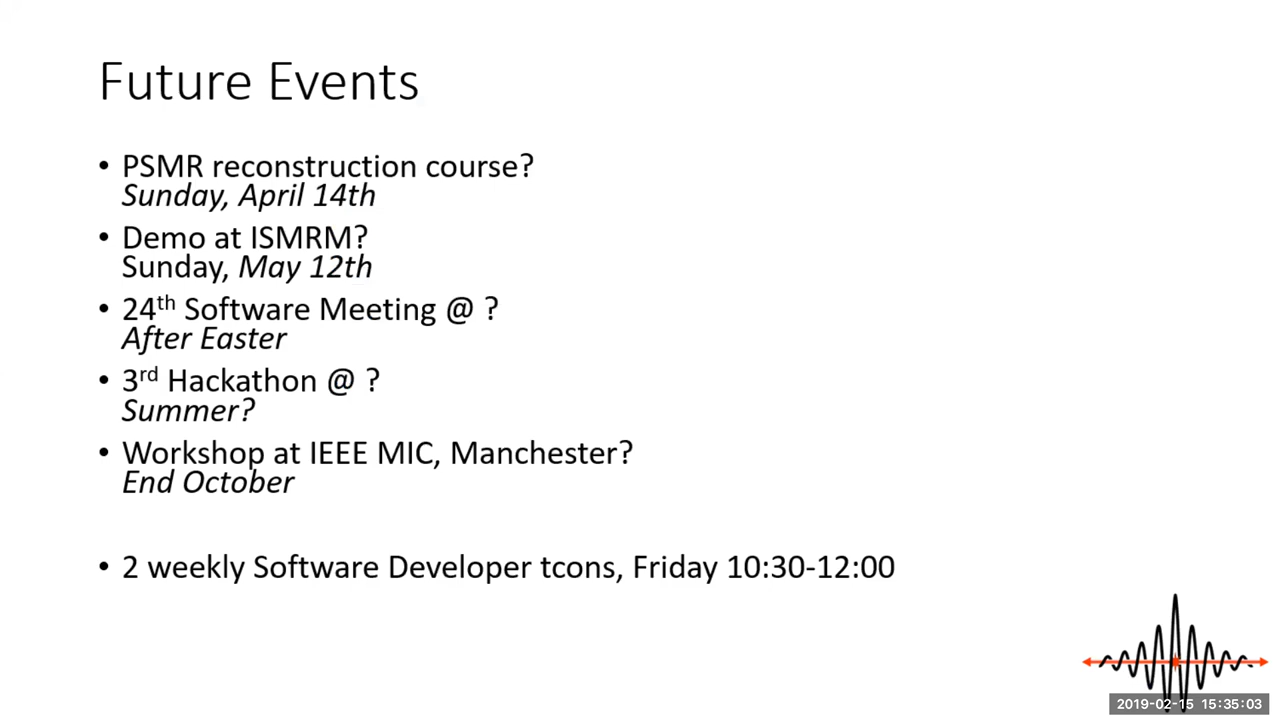 Future Events
• PSMR reconstruction course?
Sunday, April 14th
• Demo at ISMRM?
Sunday, May 12th
• 24th Software Meeting @ ?
After Easter
• 3rd Hackathon @ ?
Summer?
• Workshop at IEEE MIC, Manchester?
End October
• 2 weekly Software Developer tcons, Friday 10:30-12:00
2019-02-15 15:35:03